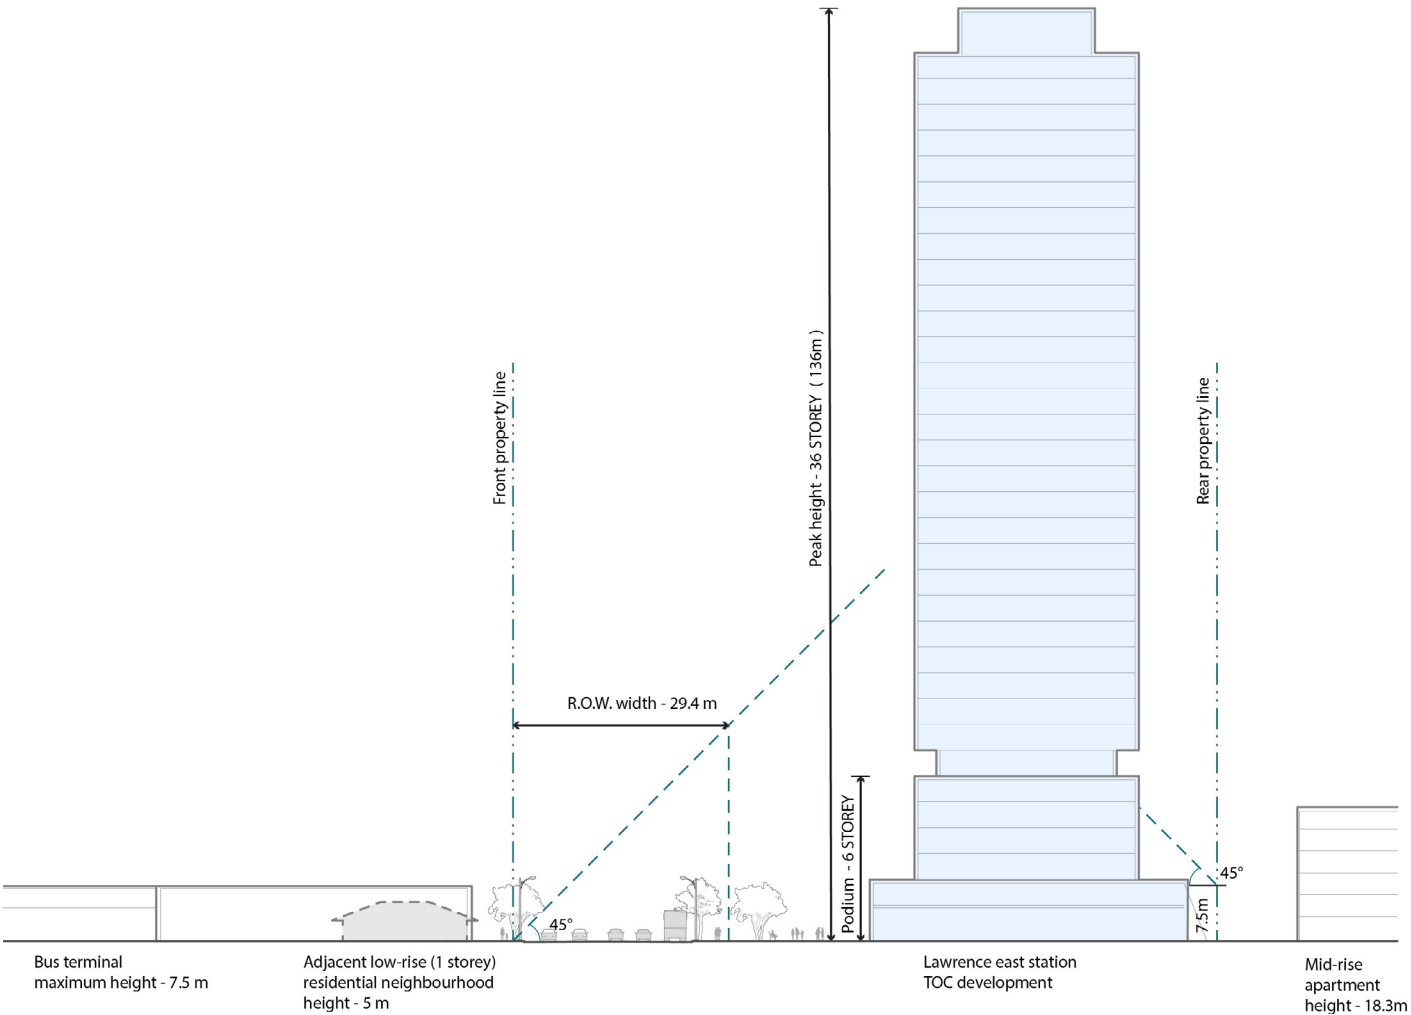 Peak height - 36 STOREY ( 136m )
Front property line
Rear property line
R.O.W. width - 29.4 m
Podium - 6 STOREY
45°
45°
7.5m
Bus terminal
maximum height - 7.5 m
Adjacent low-rise (1 storey)
residential neighbourhood
height - 5 m
Lawrence east station
TOC development
Mid-rise
apartment
height - 18.3m